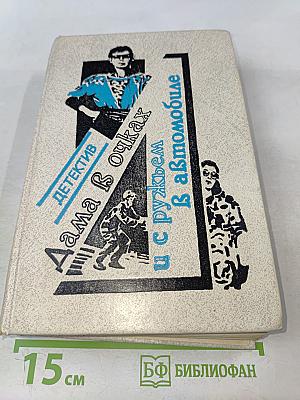 ДЕТЕКТИВ
Дама в очках
и с ружьем
в автомобиле
15 см
БФ БИБЛИОФАН